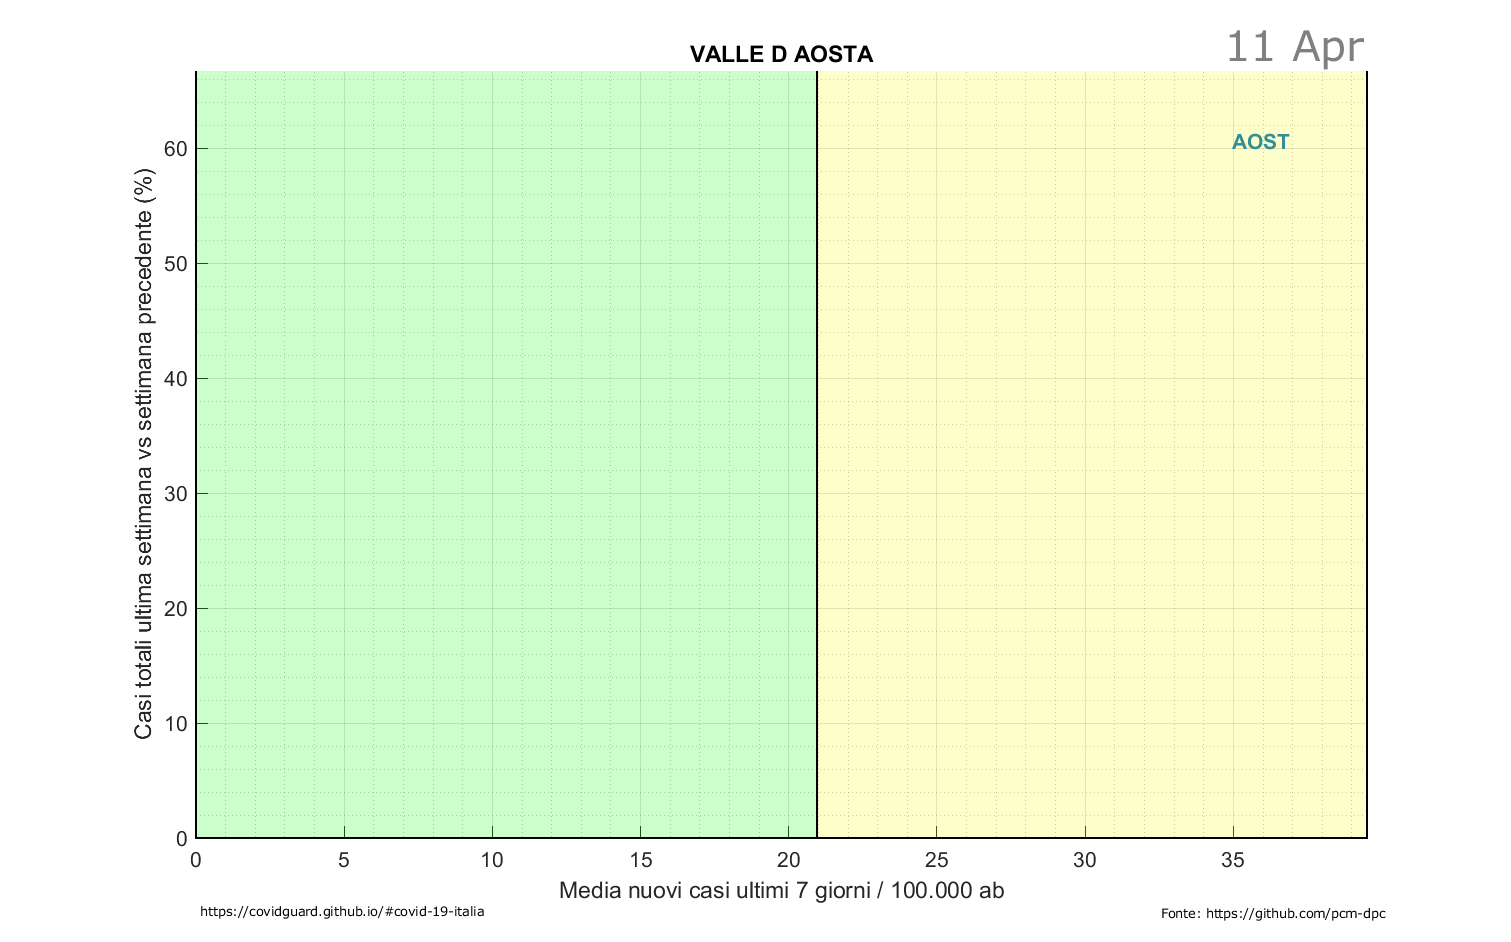 VALLE D AOSTA
11 Apr
AOST
Casi totali ultima settimana vs settimana precedente (%)
60
50
40
30
20
10
0
0 5 10 15 20 25 30 35
Media nuovi casi ultimi 7 giorni / 100.000 ab
https://covidguard.github.io/#covid-19-italia
Fonte: https://github.com/pcm-dpc